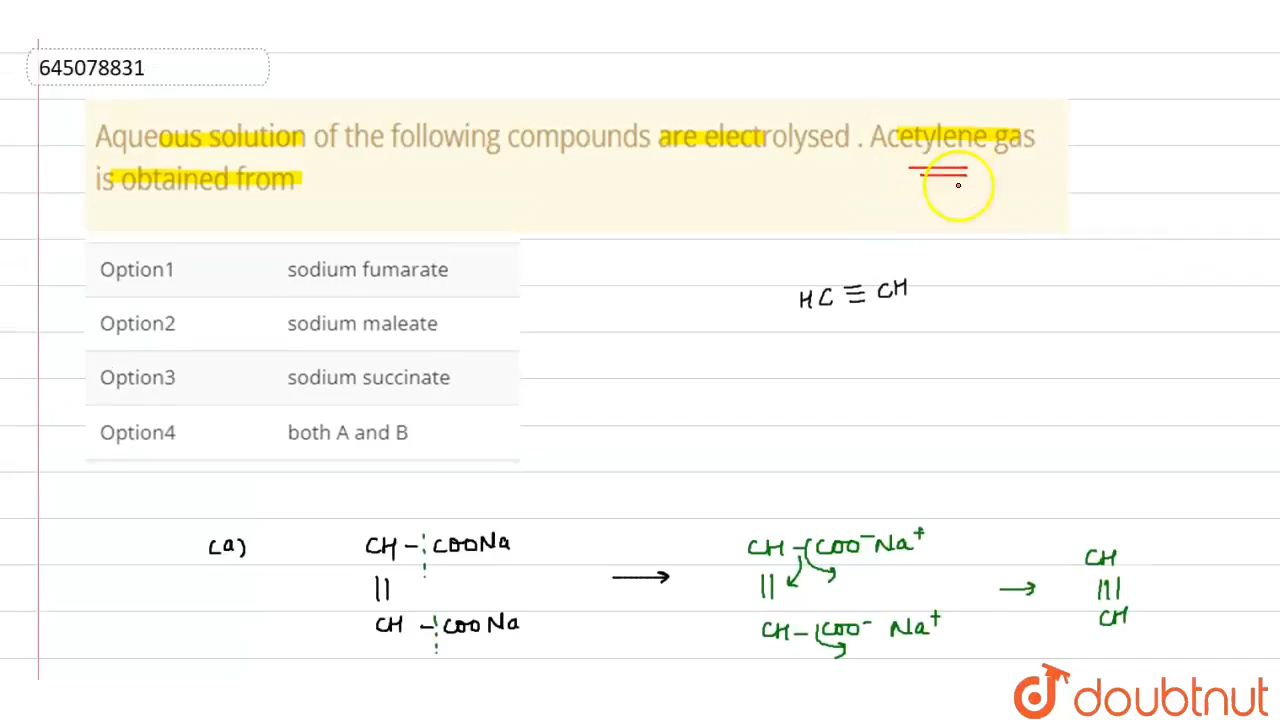 645078831
Aqueous solution of the following compounds are electrolysed . Acetylene gas
is obtained from
Option1 sodium fumarate
Option2 sodium maleate
Option3 sodium succinate
Option4 both A and B
HC ≡ CH
(a) CH - COONa → CH - COO⁻ Na⁺ → CH
|| || |||
CH - COONa CH - COO⁻ Na⁺ CH
doubtnut